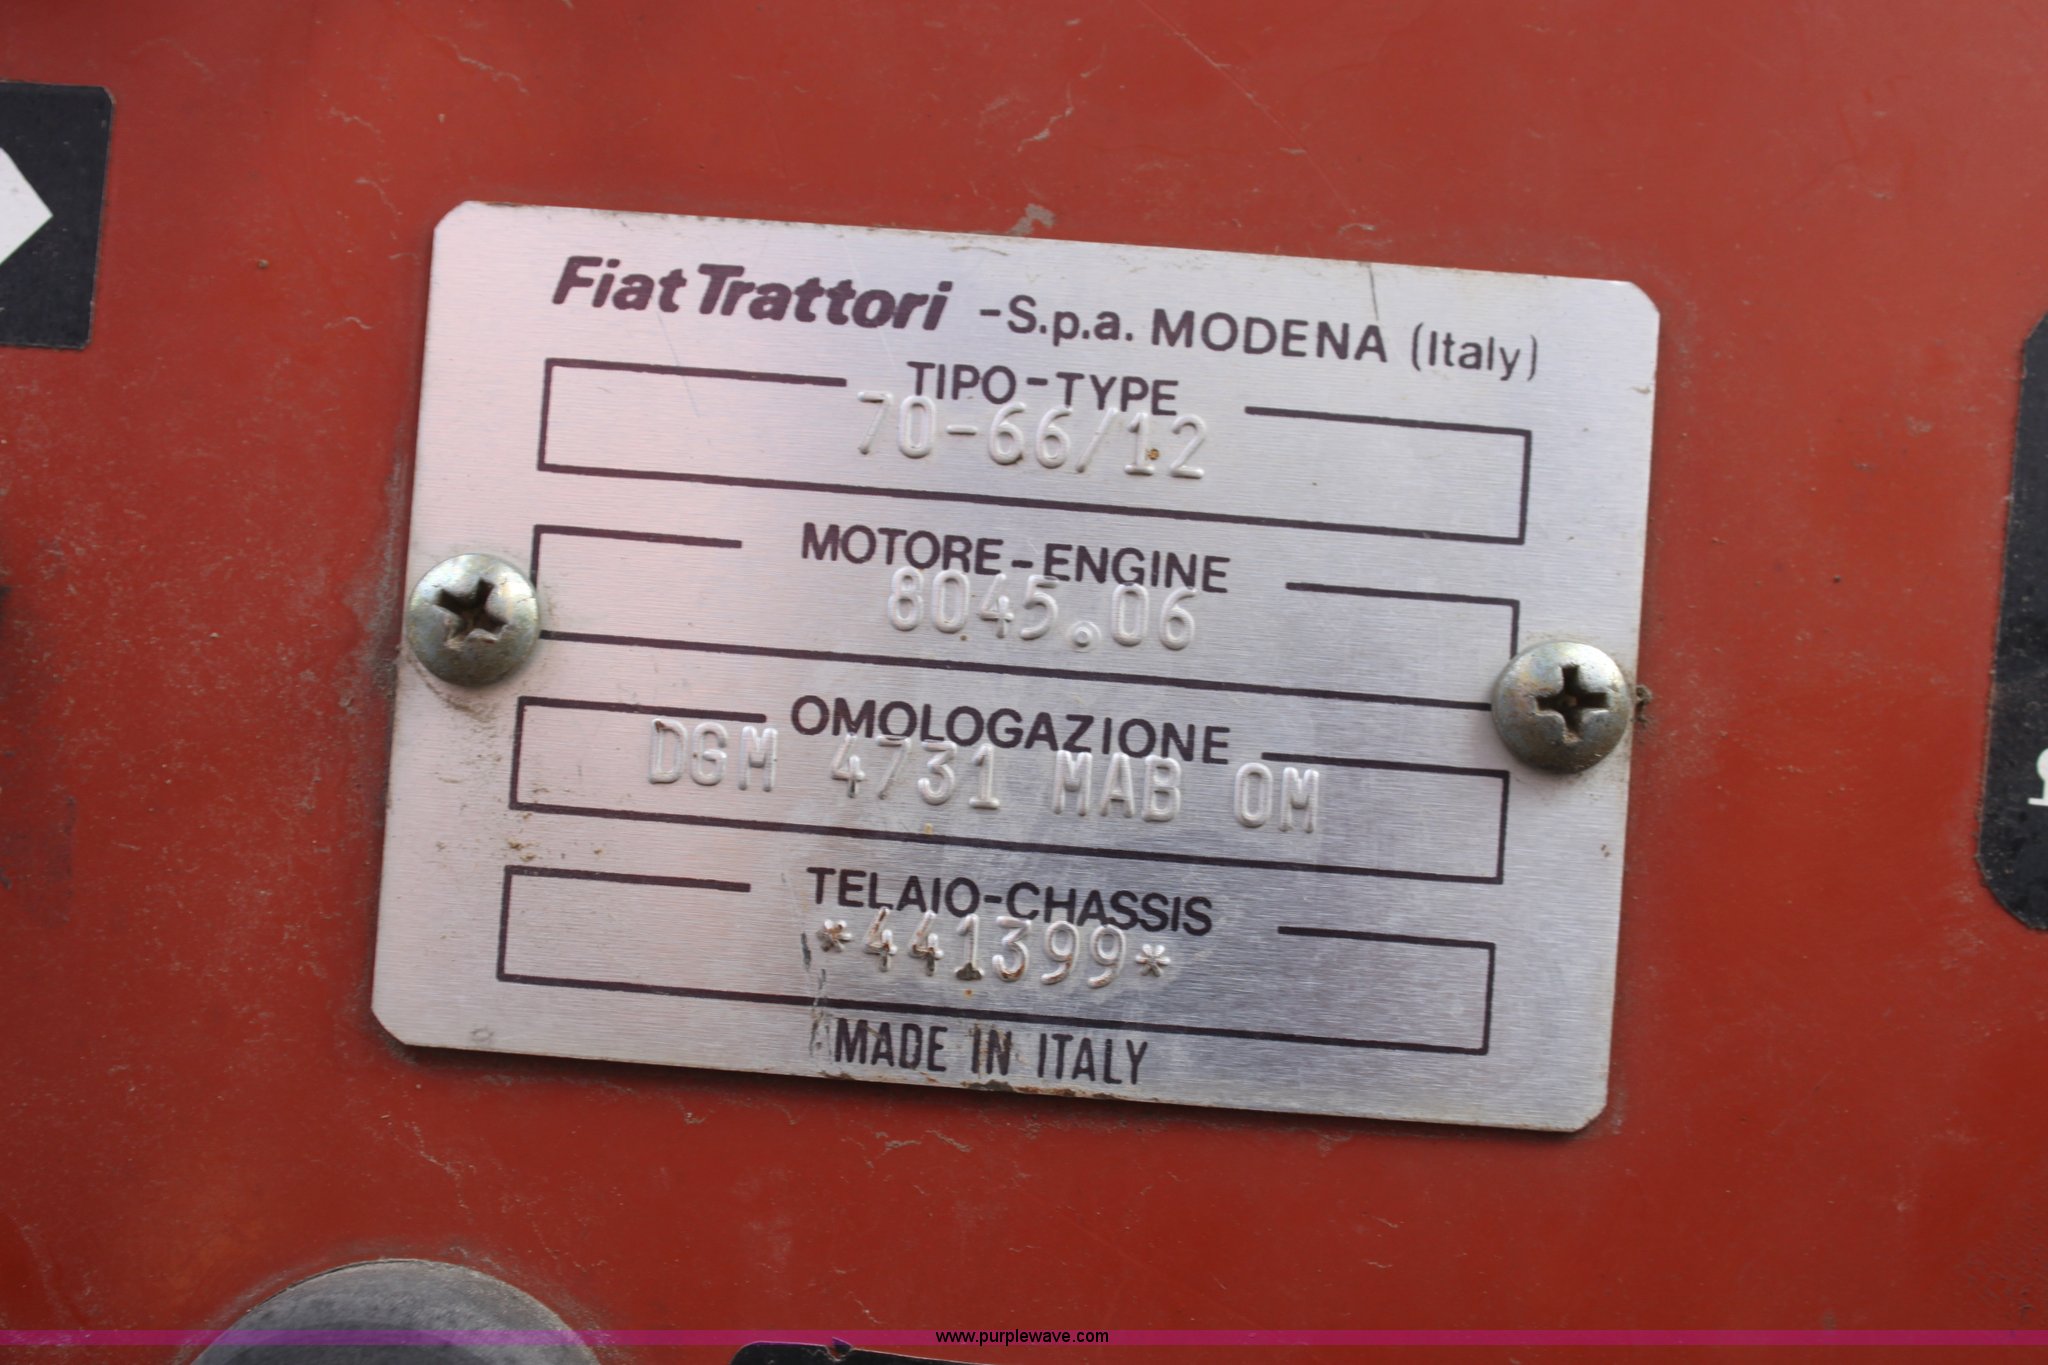 Fiat Trattori -S.p.a. MODENA (Italy)
TIPO-TYPE
70-66/12
MOTORE-ENGINE
8045.06
OMOLOGAZIONE
DGM 4731 MAB OM
TELAIO-CHASSIS
*441399*
MADE IN ITALY
www.purplewave.com